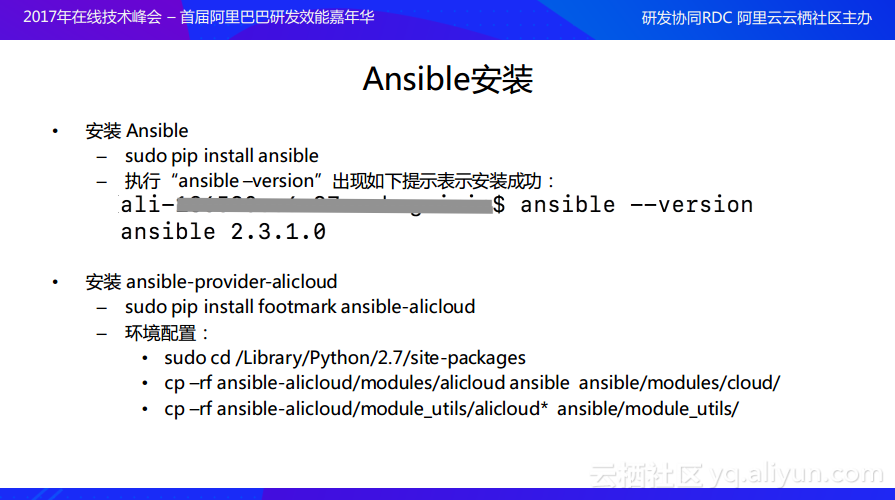 2017年在线技术峰会 – 首届阿里巴巴研发效能嘉年华
研发协同RDC 阿里云云栖社区主办
Ansible安装
• 安装 Ansible
– sudo pip install ansible
– 执行“ansible –version”出现如下提示表示安装成功：
ali- $ ansible --version
ansible 2.3.1.0
• 安装 ansible-provider-alicloud
– sudo pip install footmark ansible-alicloud
– 环境配置：
• sudo cd /Library/Python/2.7/site-packages
• cp –rf ansible-alicloud/modules/alicloud ansible ansible/modules/cloud/
• cp –rf ansible-alicloud/module_utils/alicloud* ansible/module_utils/
云栖社区 yq.aliyun.com